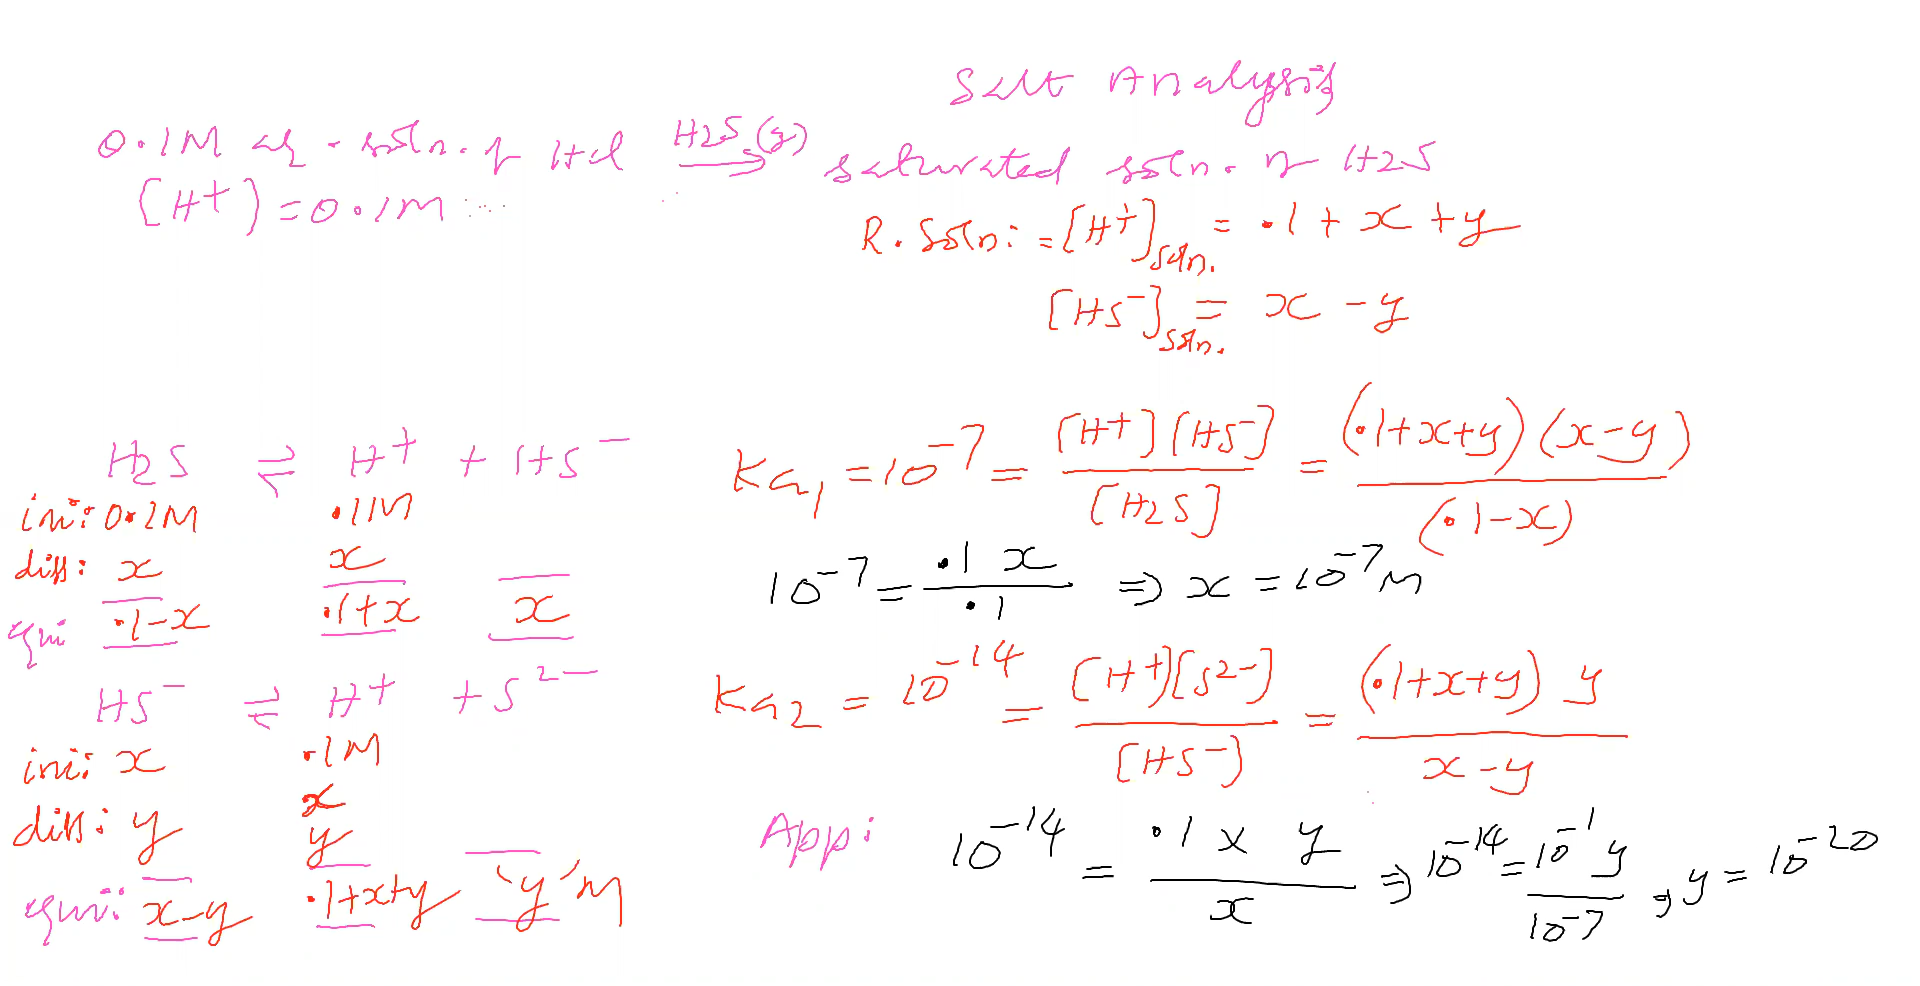 Salt Analysis
0.1M aq. soln. of HCl H2S(g) → saturated soln. of H2S
[H+] = 0.1M
R. Soln: = [H+]soln. = .1 + x + y
[HS-]soln. = x - y
H2S ⇌ H+ + HS-
ini: 0.1M .1M
diss: x x
equi: .1-x .1+x x
Ka1 = 10^-7 = [H+][HS-] / [H2S] = (.1+x+y)(x-y) / (.1-x)
10^-7 = .1 x / .1 ⇒ x = 10^-7 M
HS- ⇌ H+ + S2-
ini: x .1M
x
diss: y y
equi: x-y .1+x+y 'y' M
Ka2 = 10^-14 = [H+][S2-] / [HS-] = (.1+x+y) y / x-y
App: 10^-14 = .1 x y / x ⇒ 10^-14 = 10^-1 y / 10^-7 , y = 10^-20